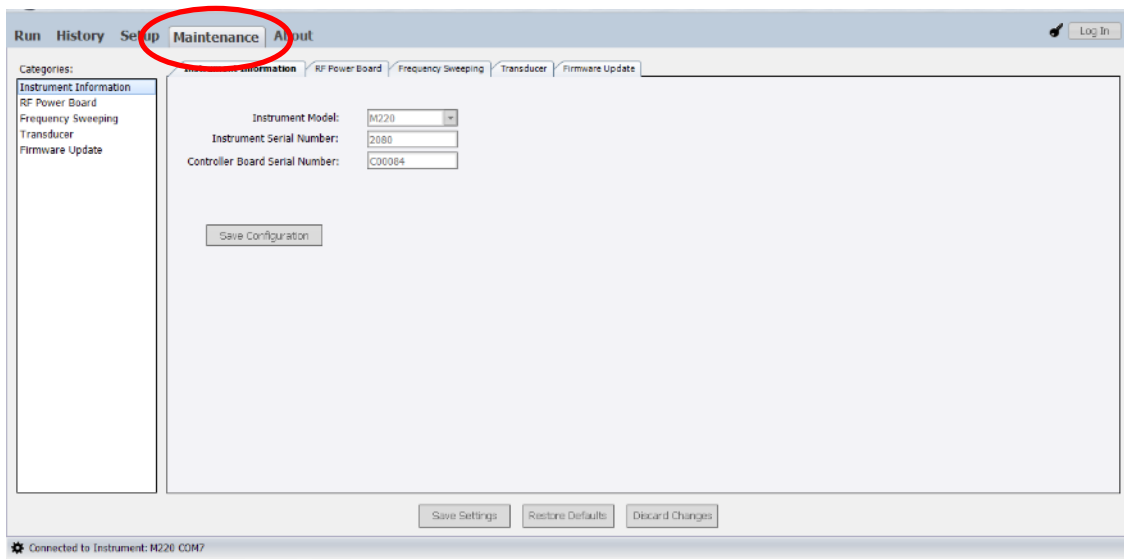 Run History Setup Maintenance About Log In
Categories:
Instrument Information RF Power Board Frequency Sweeping Transducer Firmware Update
Instrument Information
RF Power Board
Frequency Sweeping
Transducer
Firmware Update
Instrument Model: M220
Instrument Serial Number: 2080
Controller Board Serial Number: C00084
Save Configuration
Save Settings Restore Defaults Discard Changes
Connected to Instrument: M220 COM7